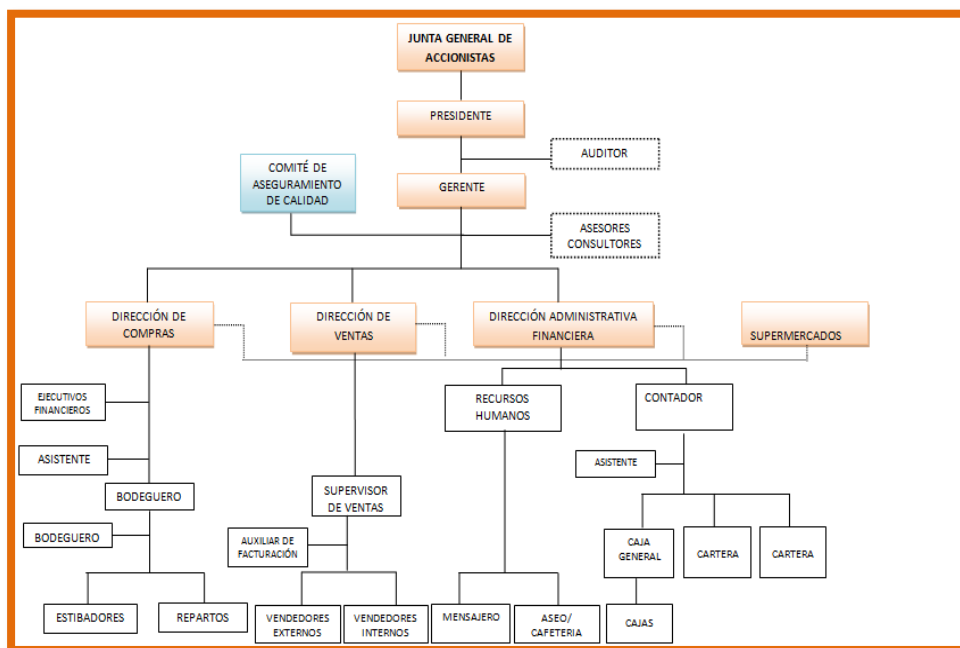 JUNTA GENERAL DE
ACCIONISTAS
PRESIDENTE
AUDITOR
COMITÉ DE
ASEGURAMIENTO
DE CALIDAD
GERENTE
ASESORES
CONSULTORES
DIRECCIÓN DE
COMPRAS
DIRECCIÓN DE
VENTAS
DIRECCIÓN ADMINISTRATIVA
FINANCIERA
SUPERMERCADOS
EJECUTIVOS
FINANCIEROS
RECURSOS
HUMANOS
CONTADOR
ASISTENTE
ASISTENTE
BODEGUERO
SUPERVISOR
DE VENTAS
BODEGUERO
AUXILIAR DE
FACTURACIÓN
CAJA
GENERAL
CARTERA
CARTERA
ESTIBADORES
REPARTOS
VENDEDORES
EXTERNOS
VENDEDORES
INTERNOS
MENSAJERO
ASEO/
CAFETERIA
CAJAS